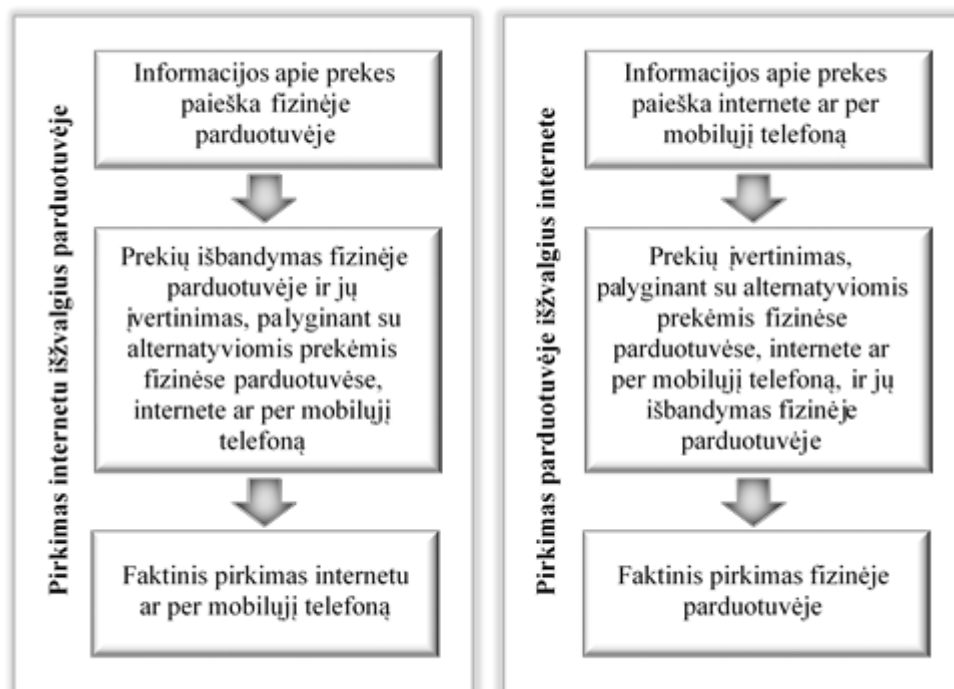 Pirkimas internetu išžvalgius parduotuvėje
Informacijos apie prekes
paieška fizinėje
parduotuvėje
Prekių išbandymas fizinėje
parduotuvėje ir jų
įvertinimas, palyginant su
alternatyviomis prekėmis
fizinėse parduotuvėse,
internete ar per mobilųjį
telefoną
Faktinis pirkimas internetu
ar per mobilųjį telefoną
Pirkimas parduotuvėje išžvalgius internete
Informacijos apie prekes
paieška internete ar per
mobilųjį telefoną
Prekių įvertinimas,
palyginant su alternatyviomis
prekėmis fizinėse
parduotuvėse, internete ar
per mobilųjį telefoną, ir jų
išbandymas fizinėje
parduotuvėje
Faktinis pirkimas fizinėje
parduotuvėje